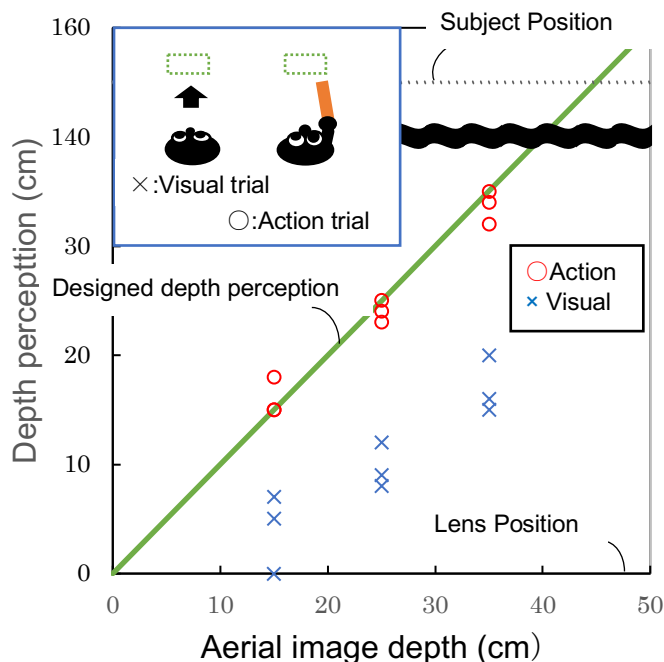 160
Subject Position
140
×:Visual trial
○:Action trial
30
○Action
× Visual
Designed depth perception
20
10
Lens Position
0
0 10 20 30 40 50
Depth percepttion (cm)
Aerial image depth (cm）